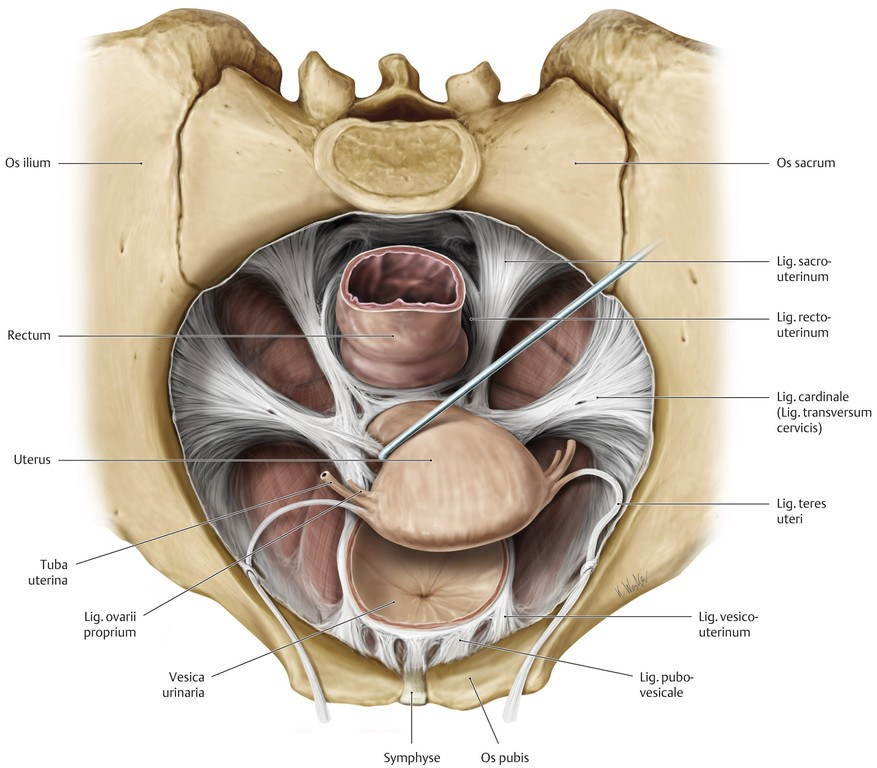 Os ilium
Os sacrum
Lig. sacro-
uterinum
Lig. recto-
uterinum
Rectum
Lig. cardinale
(Lig. transversum
cervicis)
Uterus
Lig. teres
uteri
Tuba
uterina
Lig. ovarii
proprium
Lig. vesico-
uterinum
Vesica
urinaria
Lig. pubo-
vesicale
Symphyse
Os pubis